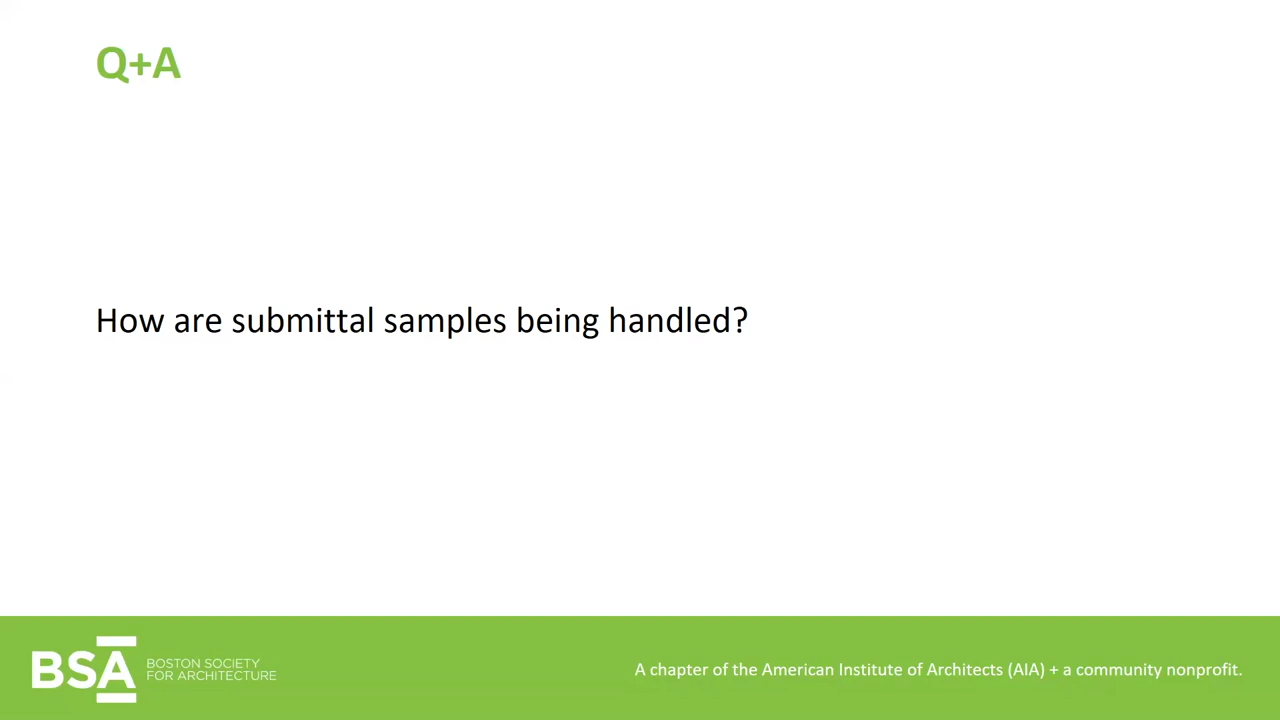 Q+A
How are submittal samples being handled?
BSA
BOSTON SOCIETY
FOR ARCHITECTURE
A chapter of the American Institute of Architects (AIA) + a community nonprofit.